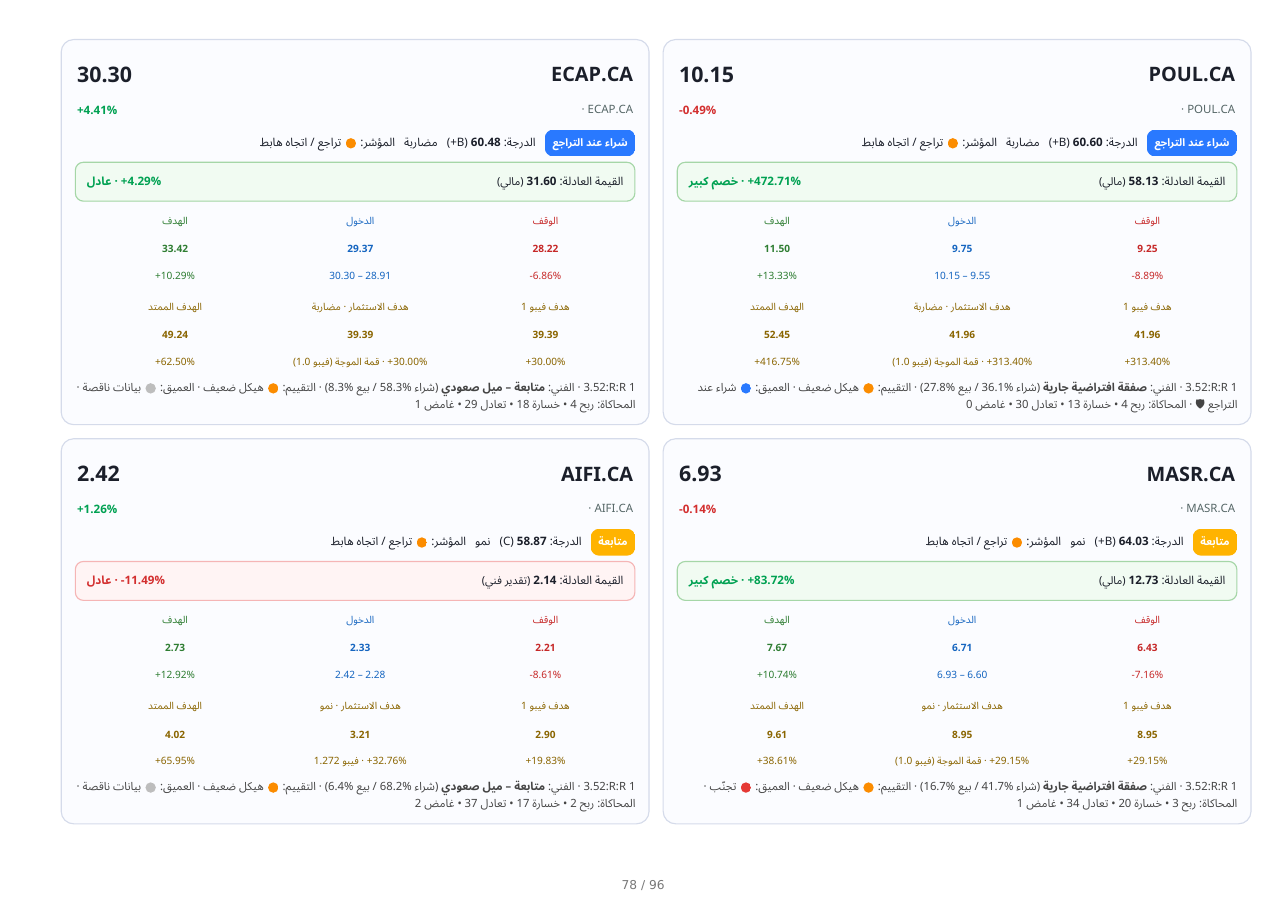 POUL.CA
10.15
POUL.CA ·
-0.49%
شراء عند التراجع الدرجة: 60.60 (B+) مضاربة المؤشر: 🟠 تراجع / اتجاه هابط
القيمة العادلة: 58.13 (مالي) +472.71% · خصم كبير
الوقف الدخول الهدف
9.25 9.75 11.50
-8.89% 9.55 – 10.15 +13.33%
هدف فيبو 1 هدف الاستثمار · مضاربة الهدف الممتد
41.96 41.96 52.45
+313.40% +313.40% · قمة الموجة (فيبو 1.0) +416.75%
1 R:R:3.52 · الفني: صفقة افتراضية جارية (شراء 36.1% / بيع 27.8%) · التقييم: 🟠 هيكل ضعيف · العميق: 🔵 شراء عند
التراجع 🛡 · المحاكاة: ربح 4 • خسارة 13 • تعادل 30 • غامض 0
ECAP.CA
30.30
ECAP.CA ·
+4.41%
شراء عند التراجع الدرجة: 60.48 (B+) مضاربة المؤشر: 🟠 تراجع / اتجاه هابط
القيمة العادلة: 31.60 (مالي) +4.29% · عادل
الوقف الدخول الهدف
28.22 29.37 33.42
-6.86% 28.91 – 30.30 +10.29%
هدف فيبو 1 هدف الاستثمار · مضاربة الهدف الممتد
39.39 39.39 49.24
+30.00% +30.00% · قمة الموجة (فيبو 1.0) +62.50%
1 R:R:3.52 · الفني: متابعة – ميل صعودي (شراء 58.3% / بيع 8.3%) · التقييم: 🟠 هيكل ضعيف · العميق: ⚪ بيانات ناقصة ·
المحاكاة: ربح 4 • خسارة 18 • تعادل 29 • غامض 1
MASR.CA
6.93
MASR.CA ·
-0.14%
متابعة الدرجة: 64.03 (B+) نمو المؤشر: 🟠 تراجع / اتجاه هابط
القيمة العادلة: 12.73 (مالي) +83.72% · خصم كبير
الوقف الدخول الهدف
6.43 6.71 7.67
-7.16% 6.60 – 6.93 +10.74%
هدف فيبو 1 هدف الاستثمار · نمو الهدف الممتد
8.95 8.95 9.61
+29.15% +29.15% · قمة الموجة (فيبو 1.0) +38.61%
1 R:R:3.52 · الفني: صفقة افتراضية جارية (شراء 41.7% / بيع 16.7%) · التقييم: 🟠 هيكل ضعيف · العميق: 🔴 تجنّب ·
المحاكاة: ربح 3 • خسارة 20 • تعادل 34 • غامض 1
AIFI.CA
2.42
AIFI.CA ·
+1.26%
متابعة الدرجة: 58.87 (C) نمو المؤشر: 🟠 تراجع / اتجاه هابط
القيمة العادلة: 2.14 (تقدير فني) -11.49% · عادل
الوقف الدخول الهدف
2.21 2.33 2.73
-8.61% 2.28 – 2.42 +12.92%
هدف فيبو 1 هدف الاستثمار · نمو الهدف الممتد
2.90 3.21 4.02
+19.83% +32.76% · فيبو 1.272 +65.95%
1 R:R:3.52 · الفني: متابعة – ميل صعودي (شراء 68.2% / بيع 6.4%) · التقييم: 🟠 هيكل ضعيف · العميق: ⚪ بيانات ناقصة ·
المحاكاة: ربح 2 • خسارة 17 • تعادل 37 • غامض 2
78 / 96